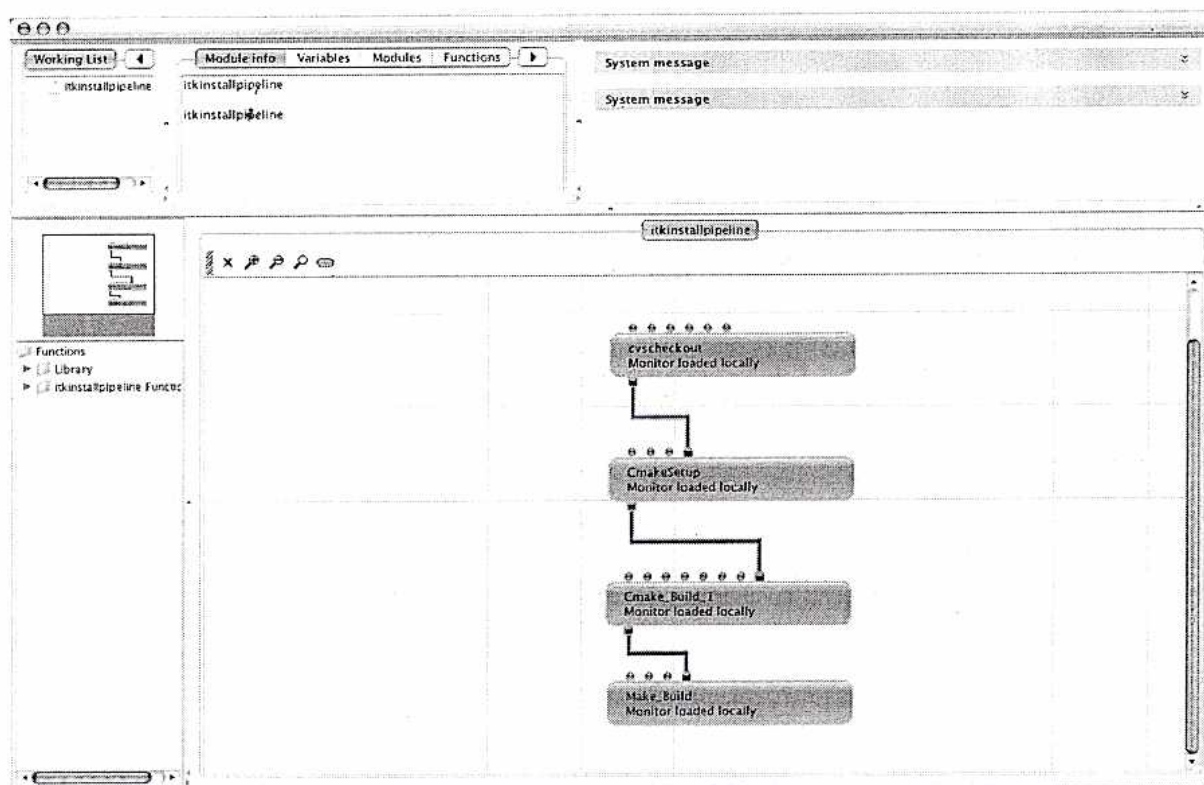 Working List
Module info Variables Modules Functions
System message
itkinstallpipeline
itkinstallpipeline
System message
itkinstallpipeline
itkinstallpipeline
Functions
Library
itkinstallpipeline Functio
cvscheckout
Monitor loaded locally
CmakeSetup
Monitor loaded locally
Cmake_Build_1
Monitor loaded locally
Make_Build
Monitor loaded locally